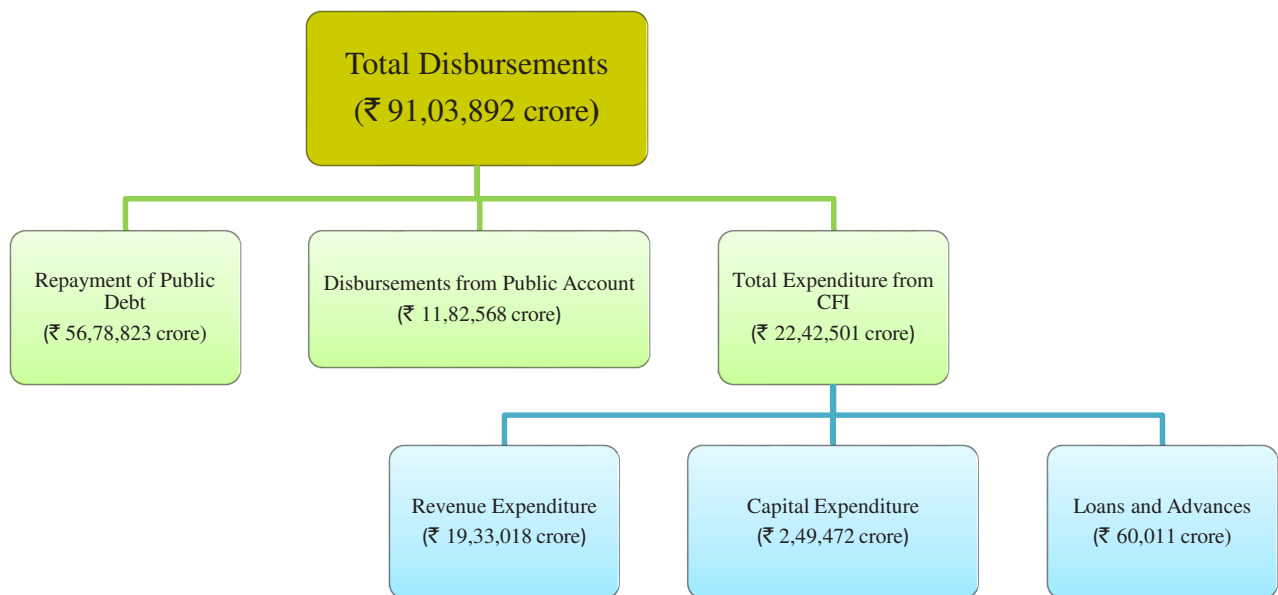 Total Disbursements
(₹ 91,03,892 crore)
Repayment of Public
Debt
(₹ 56,78,823 crore)
Disbursements from Public Account
(₹ 11,82,568 crore)
Total Expenditure from
CFI
(₹ 22,42,501 crore)
Revenue Expenditure
(₹ 19,33,018 crore)
Capital Expenditure
(₹ 2,49,472 crore)
Loans and Advances
(₹ 60,011 crore)